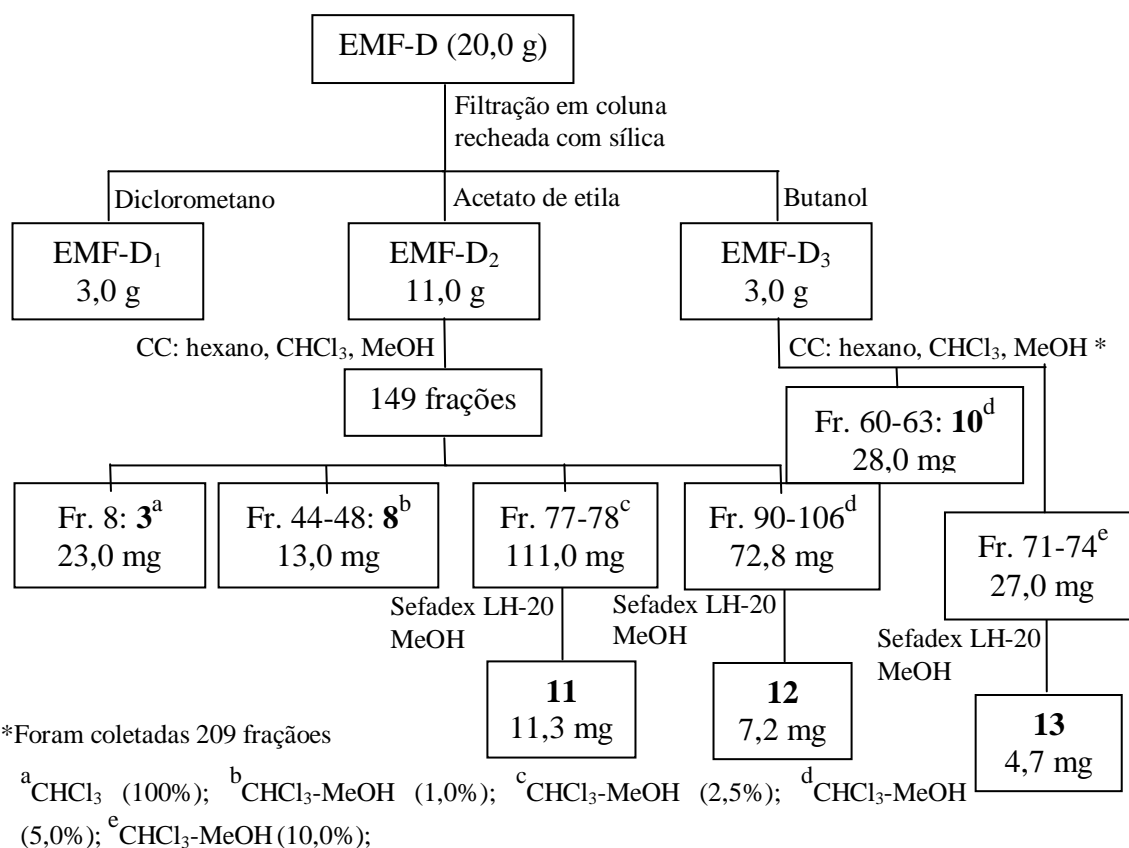 EMF-D (20,0 g)
Filtração em coluna
recheada com sílica
Diclorometano
Acetato de etila
Butanol
EMF-D₁
3,0 g
EMF-D₂
11,0 g
EMF-D₃
3,0 g
CC: hexano, CHCl₃, MeOH
CC: hexano, CHCl₃, MeOH *
149 frações
Fr. 60-63: 10ᵈ
28,0 mg
Fr. 8: 3ᵃ
23,0 mg
Fr. 44-48: 8ᵇ
13,0 mg
Fr. 77-78ᶜ
111,0 mg
Fr. 90-106ᵈ
72,8 mg
Fr. 71-74ᵉ
27,0 mg
Sefadex LH-20
MeOH
Sefadex LH-20
MeOH
Sefadex LH-20
MeOH
11
11,3 mg
12
7,2 mg
13
4,7 mg
*Foram coletadas 209 fraçãoes
ᵃCHCl₃ (100%); ᵇCHCl₃-MeOH (1,0%); ᶜCHCl₃-MeOH (2,5%); ᵈCHCl₃-MeOH
(5,0%); ᵉCHCl₃-MeOH (10,0%);